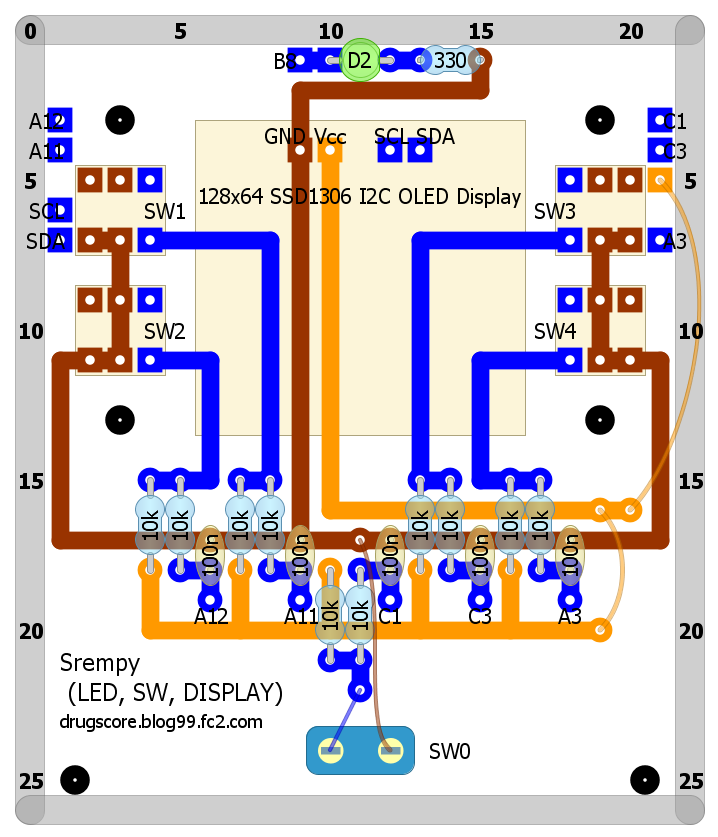 0 5 10 15 20
B8 D2 330
A12 C1
GND Vcc SCL SDA
A11 C3
5 5
128x64 SSD1306 I2C OLED Display
SCL SW1 SW3
SDA A3
10 SW2 SW4 10
15 15
10k 10k 10k 10k 10k 10k 10k 10k
100n 100n 100n 100n 100n
10k 10k
A12 A11 C1 C3 A3
20 20
Srempy
(LED, SW, DISPLAY)
drugscore.blog99.fc2.com
SW0
25 25